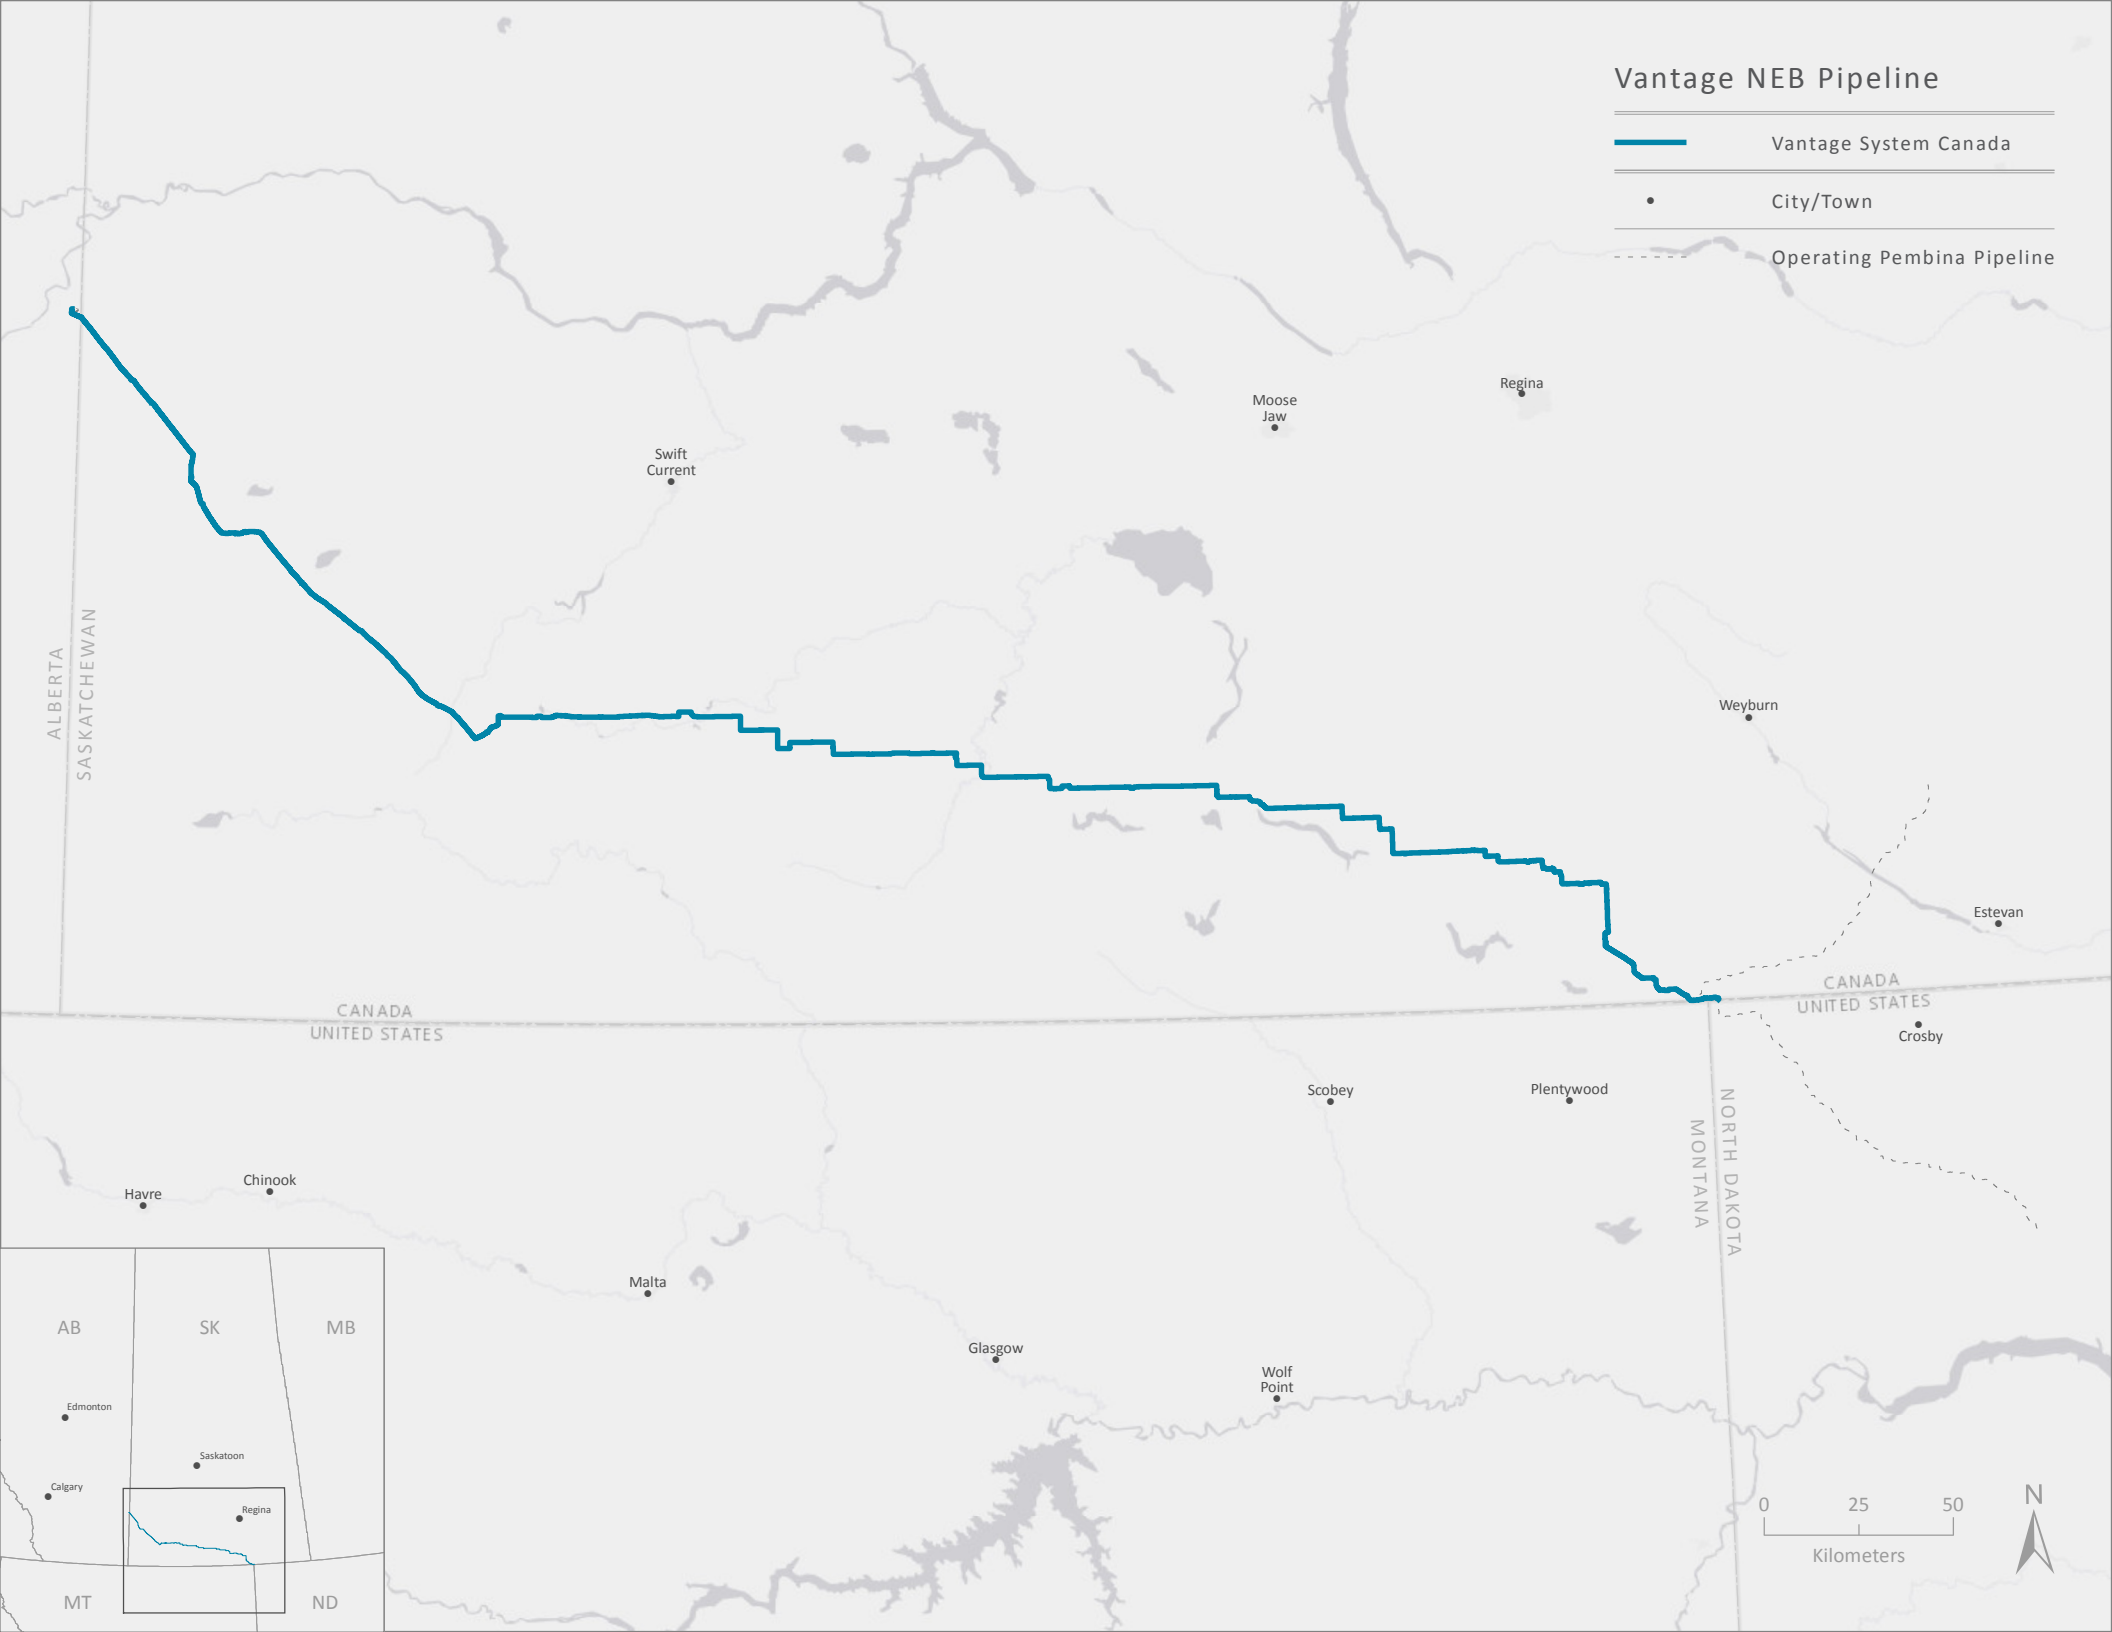 Vantage NEB Pipeline
Vantage System Canada
City/Town
Operating Pembina Pipeline
Regina
Moose
Jaw
Swift
Current
ALBERTA
SASKATCHEWAN
Weyburn
Estevan
CANADA
UNITED STATES
CANADA
UNITED STATES
Crosby
Scobey
Plentywood
NORTH DAKOTA
MONTANA
Chinook
Havre
Malta
Glasgow
Wolf
Point
AB
SK
MB
Edmonton
Saskatoon
Calgary
Regina
MT
ND
0 25 50
Kilometers
N